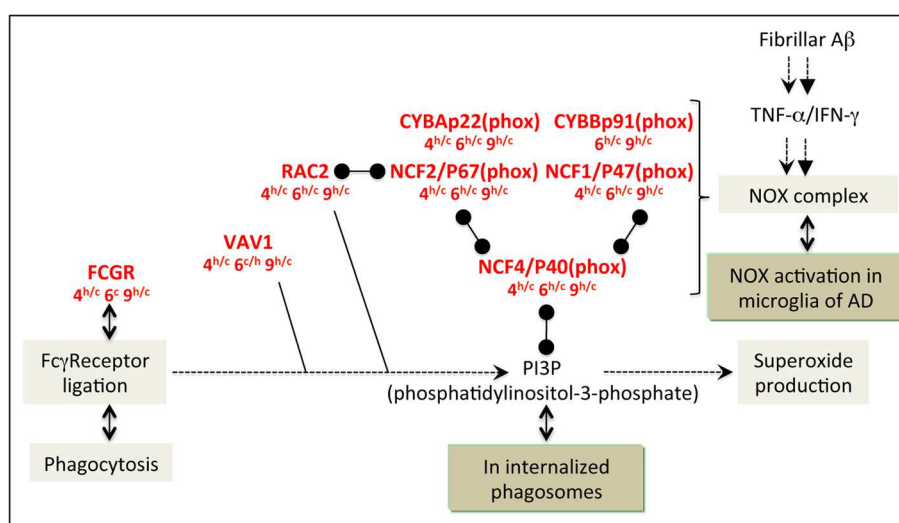 Fibrillar Aβ
TNF-α/IFN-γ
CYBAp22(phox)
4h/c 6h/c 9h/c
CYBBp91(phox)
6h/c 9h/c
RAC2
4h/c 6h/c 9h/c
NCF2/P67(phox)
4h/c 6h/c 9h/c
NCF1/P47(phox)
4h/c 6h/c 9h/c
NOX complex
VAV1
4h/c 6c/h 9h/c
FCGR
4h/c 6c 9h/c
NCF4/P40(phox)
4h/c 6h/c 9h/c
NOX activation in
microglia of AD
FcγReceptor
ligation
PI3P
(phosphatidylinositol-3-phosphate)
Superoxide
production
Phagocytosis
In internalized
phagosomes